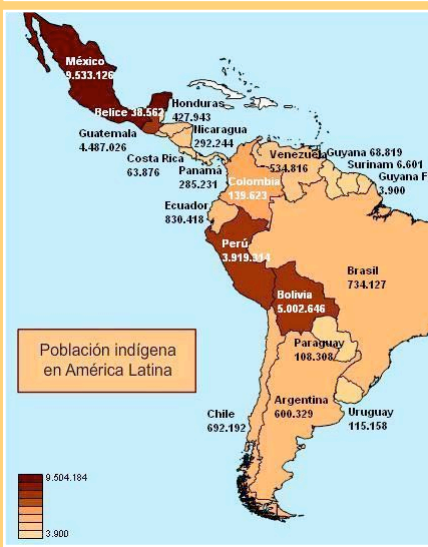 México
9.533.126
Belice 38.562
Honduras
427.943
Guatemala
4.487.026
Nicaragua
292.244
Costa Rica
63.876
Panamá
285.231
Venezuela
534.816
Guyana 68.819
Surinam 6.601
Guyana F
3.900
Colombia
139.623
Ecuador
830.418
Perú
3.919.314
Brasil
734.127
Bolivia
5.002.646
Población indígena
en América Latina
Paraguay
108.308
Chile
692.192
Argentina
600.329
Uruguay
115.158
9.504.184
3.900